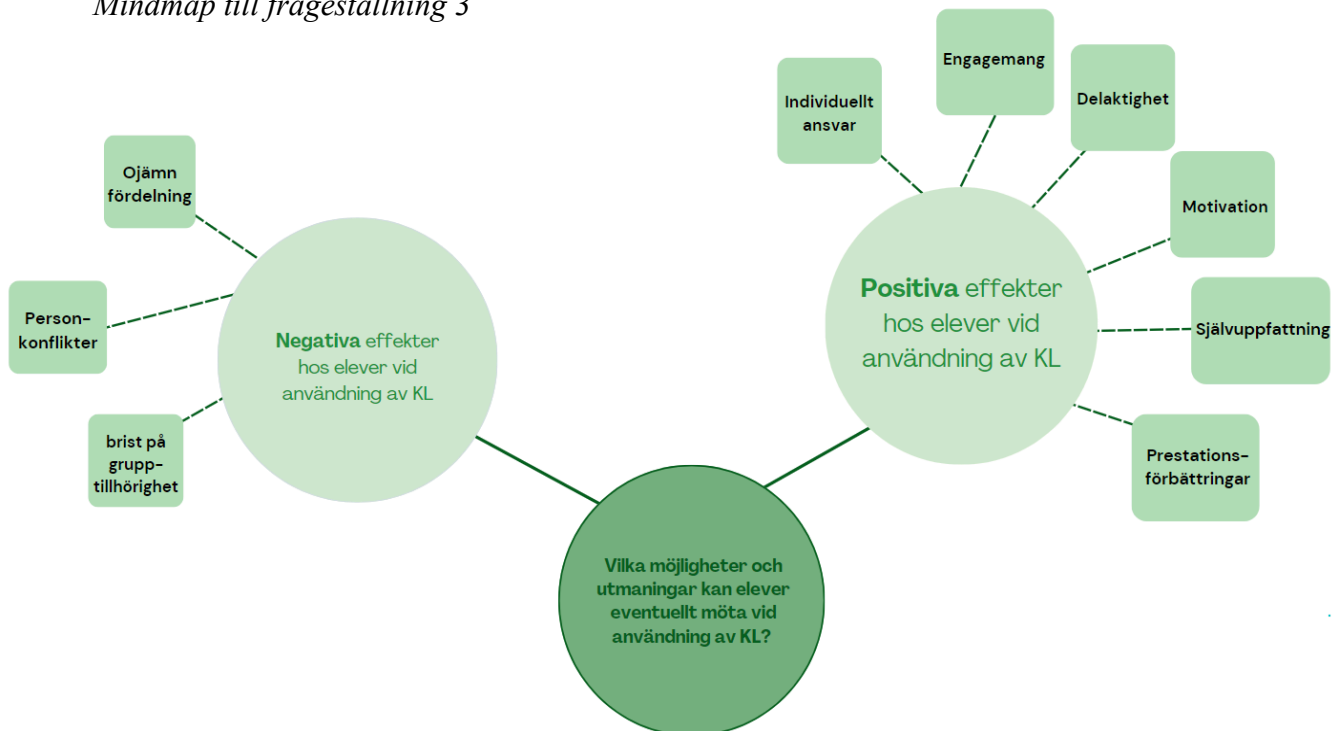 Mindmap till frågeställning 3
Ojämn
fördelning
Person-
konflikter
brist på
grupp-
tillhörighet
Negativa effekter
hos elever vid
användning av KL
Individuellt
ansvar
Engagemang
Delaktighet
Motivation
Självuppfattning
Prestations-
förbättringar
Positiva effekter
hos elever vid
användning av KL
Vilka möjligheter och
utmaningar kan elever
eventuellt möta vid
användning av KL?